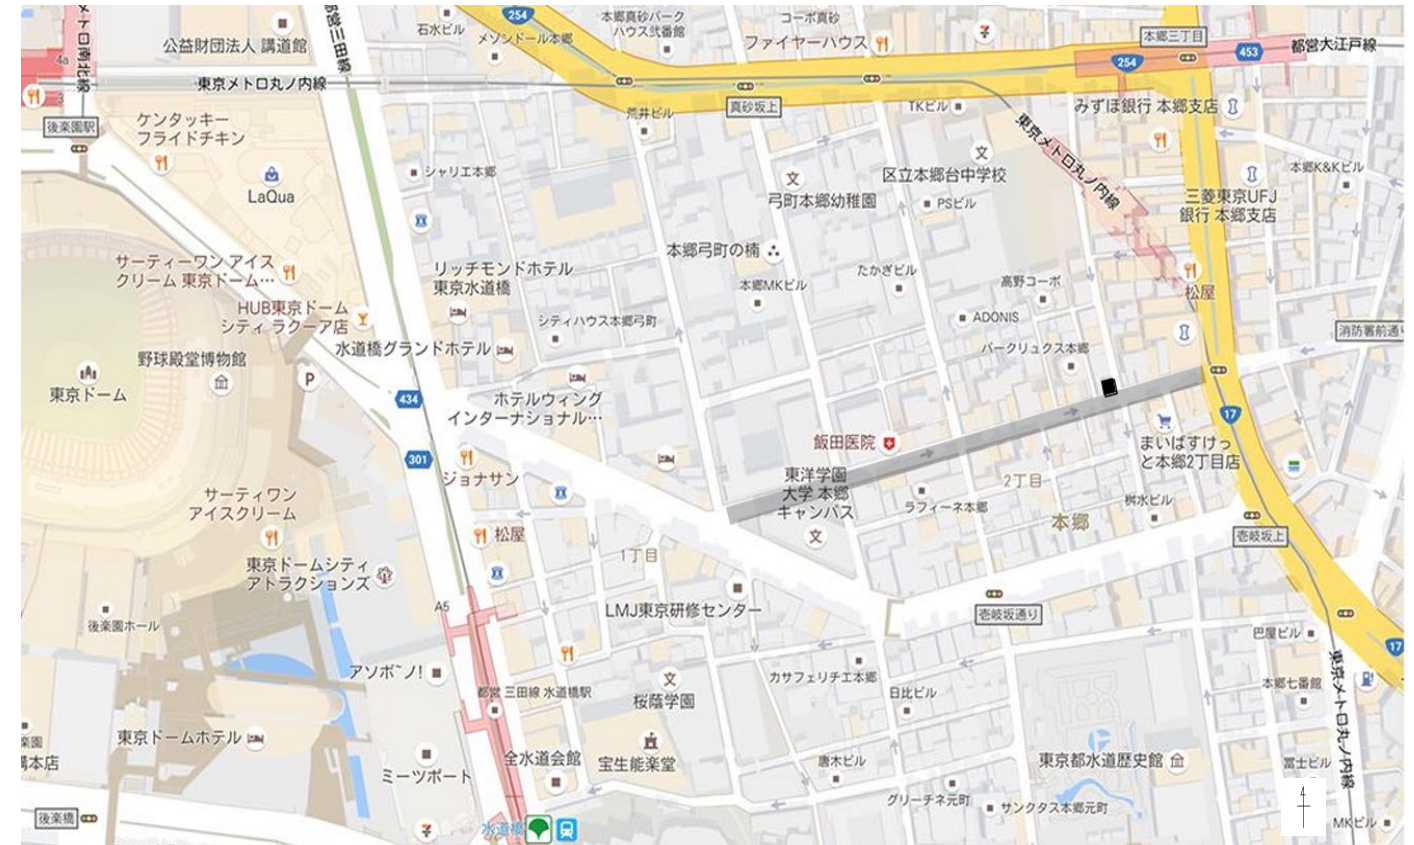 254
本郷真砂パーク
ハウス弐番館
コーポ真砂
石水ビル
メゾンドール本郷
公益財団法人 講道館
ファイヤーハウス
本郷三丁目
453
都営大江戸線
254
都営三田線
メトロ南北線
4a
3
東京メトロ丸ノ内線
真砂坂上
TKビル
みずほ銀行 本郷支店
荒井ビル
後楽園駅
ケンタッキー
フライドチキン
東京メトロ丸ノ内線
シャリエ本郷
区立本郷台中学校
本郷K&Kビル
LaQua
弓町本郷幼稚園
PSビル
三菱東京UFJ
銀行 本郷支店
本郷弓町の楠
サーティーワン アイス
クリーム 東京ドーム…
リッチモンドホテル
東京水道橋
たかぎビル
本郷MKビル
高野コーポ
松屋
HUB東京ドーム
シティ ラクーア店
シティハウス本郷弓町
ADONIS
消防署前通り
水道橋グランドホテル
パークリュクス本郷
野球殿堂博物館
P
東京ドーム
434
ホテルウィング
インターナショナル…
17
飯田医院
まいばすけっ
と本郷2丁目店
301
ジョナサン
東洋学園
大学 本郷
キャンパス
2丁目
サーティワン
アイスクリーム
ラフィーネ本郷
桝水ビル
本郷
松屋
壱岐坂上
1丁目
東京ドームシティ
アトラクションズ
A5
LMJ東京研修センター
壱岐坂通り
後楽園ホール
巴屋ビル
17
アソボ~ノ!
カサフェリチエ本郷
都営 三田線 水道橋駅
桜蔭学園
日比ビル
本郷七番館
東京メトロ丸ノ内線
東京ドームホテル
楽園
本店
ミーツポート
全水道会館
宝生能楽堂
唐木ビル
東京都水道歴史館
冨士ビル
グリーチネ元町
サンクタス本郷元町
後楽橋
水道橋
MKビル